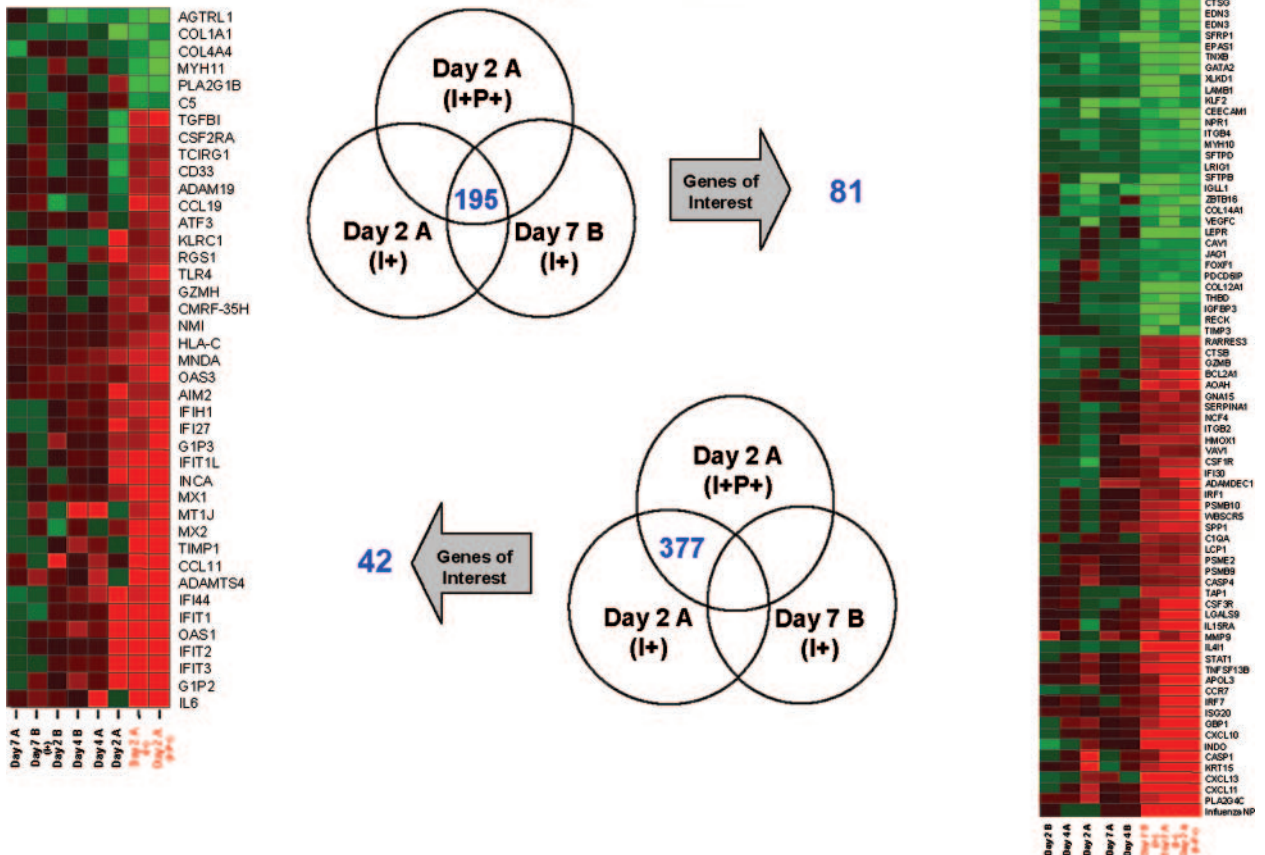 AGTRL1
COL1A1
COL4A4
MYH11
PLA2G1B
C5
TGFBI
CSF2RA
TCIRG1
CD33
ADAM19
CCL19
ATF3
KLRC1
RGS1
TLR4
GZMH
CMRF-35H
NMI
HLA-C
MNDA
OAS3
AIM2
IFIH1
IFI27
G1P3
IFIT1L
INCA
MX1
MT1J
MX2
TIMP1
CCL11
ADAMTS4
IFI44
IFIT1
OAS1
IFIT2
IFIT3
G1P2
IL6
Day 7 A
Day 7 B
(I+)
Day 2 B
Day 4 B
Day 4 A
Day 2 A
Day 2 A
Day 2 A
Day 2 A
(I+P+)
195
Day 2 A
(I+)
Day 7 B
(I+)
Genes of
Interest
81
Day 2 A
(I+P+)
377
Day 2 A
(I+)
Day 7 B
(I+)
Genes of
Interest
42
CTSG
EDN3
EDN3
SFRP1
EPAS1
TNXB
GATA2
XLKD1
LAMB1
KLF2
CEECAM1
NPR1
ITGB4
MYH10
SFTPD
LRIG1
SFTPB
IGLL1
ZBTB16
COL14A1
VEGFC
LEPR
CAV1
JAG1
FOXF1
PDCD6IP
COL12A1
THBD
IGFBP3
RECK
TIMP3
RARRES3
CTSB
GZMB
BCL2A1
AOAH
GNA15
SERPINA1
NCF4
ITGB2
HMOX1
VAV1
CSF1R
IFI30
ADAMDEC1
IRF1
PSMB10
WBSCR5
SPP1
C1QA
LCP1
PSME2
PSMB9
CASP4
TAP1
CSF3R
LGALS9
IL15RA
MMP9
IL4I1
STAT1
TNFSF13B
APOL3
CCR7
IRF7
ISG20
GBP1
CXCL10
INDO
CASP1
KRT15
CXCL13
CXCL11
PLA2G4C
Influenza NP
Day 2 B
Day 4 A
Day 2 A
Day 7 A
Day 4 B